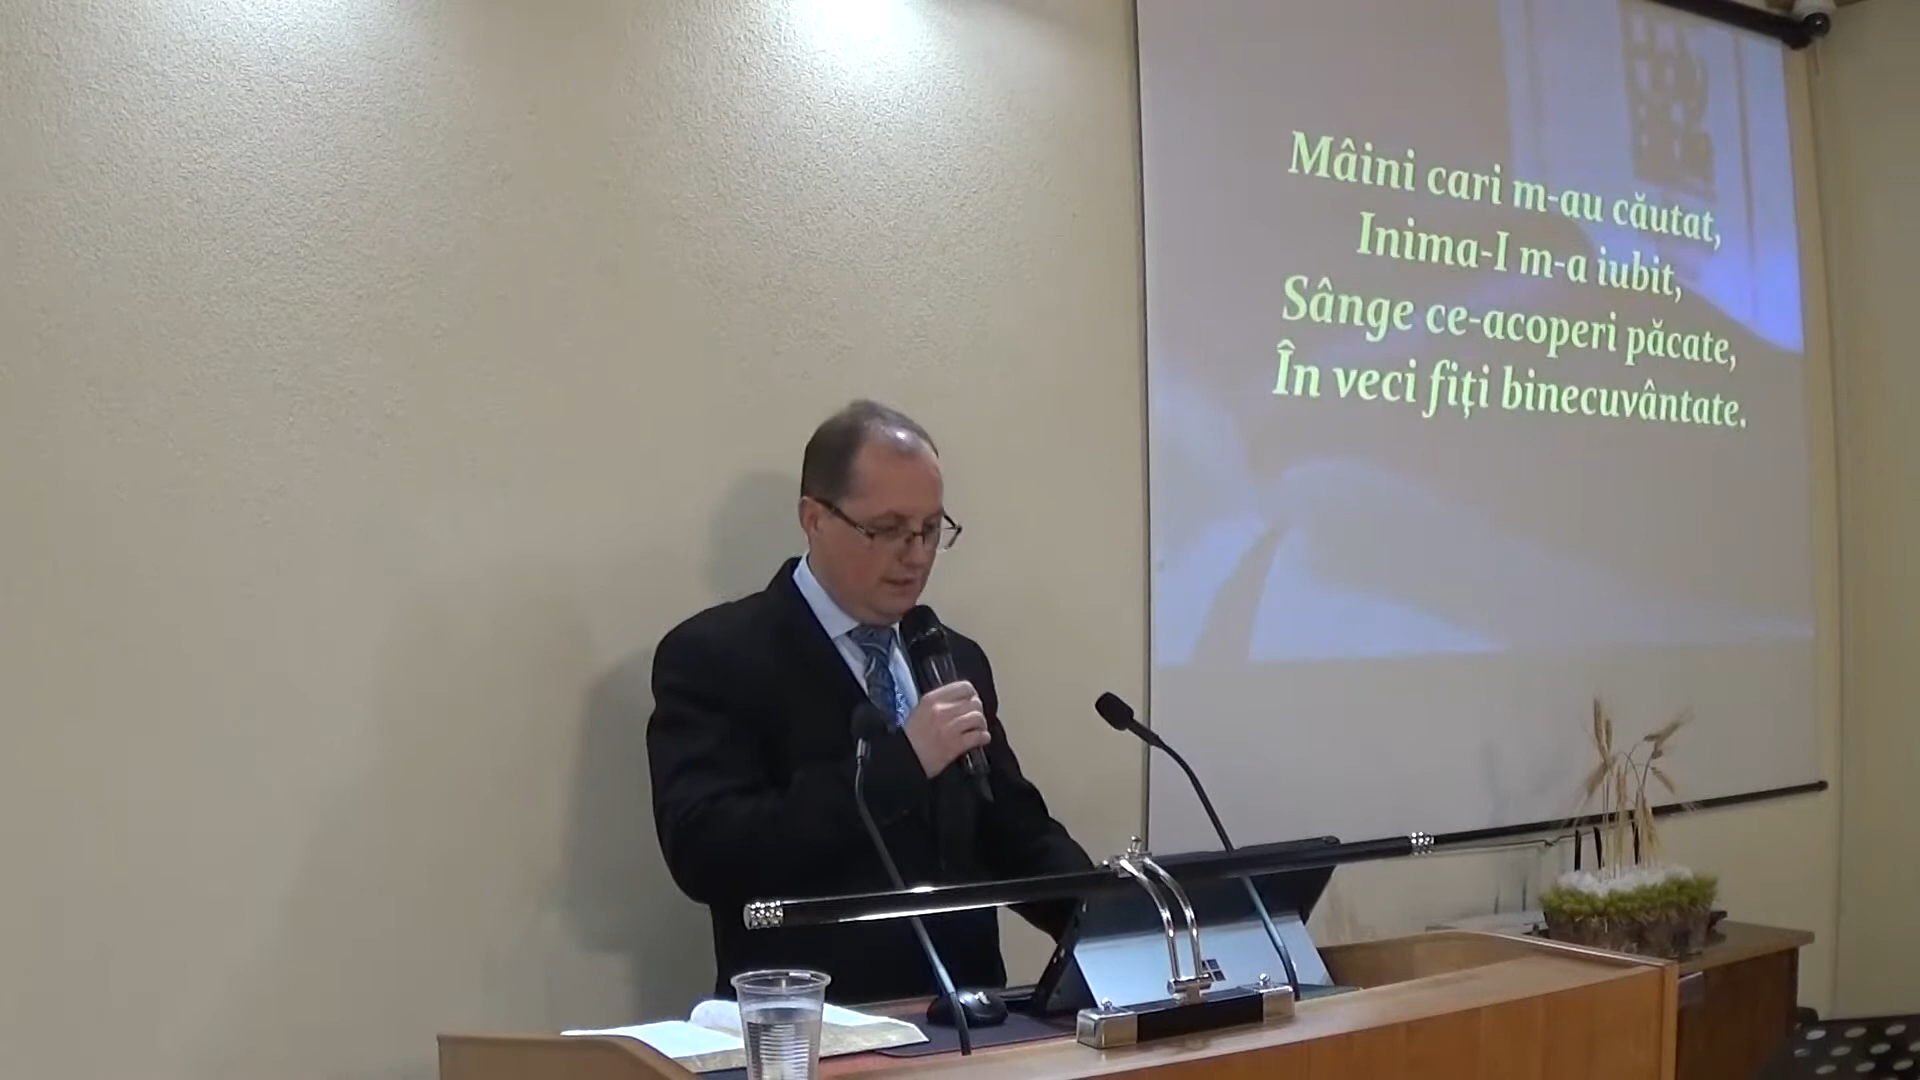 Mâini cari m-au căutat,
Inima-I m-a iubit,
Sânge ce-acoperi păcate,
În veci fiți binecuvântate.